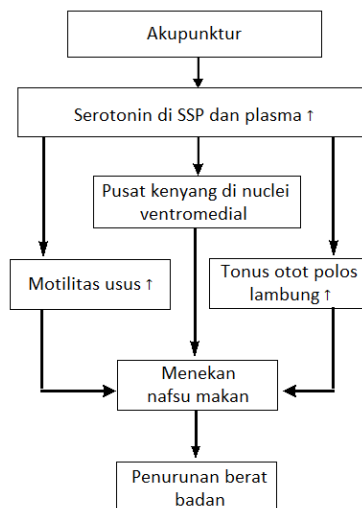 Akupunktur
Serotonin di SSP dan plasma ↑
Pusat kenyang di nuclei
ventromedial
Motilitas usus ↑
Tonus otot polos
lambung ↑
Menekan
nafsu makan
Penurunan berat
badan